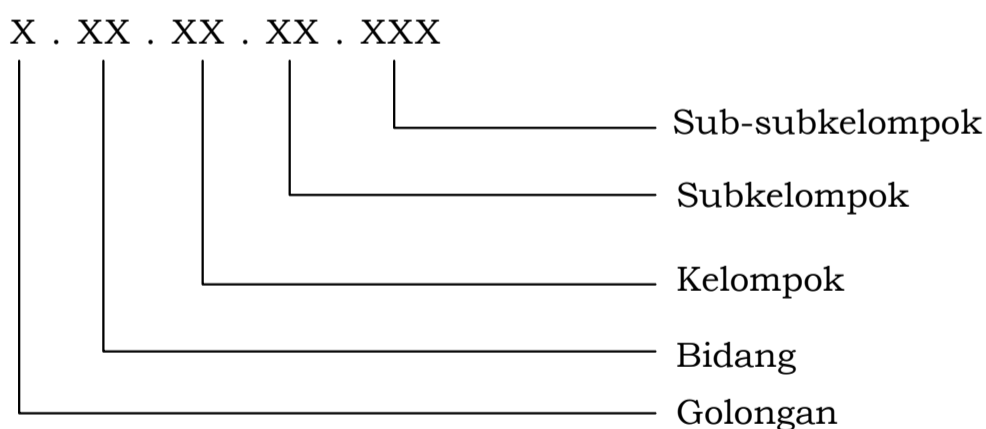 X . XX . XX . XX . XXX
Sub-subkelompok
Subkelompok
Kelompok
Bidang
Golongan